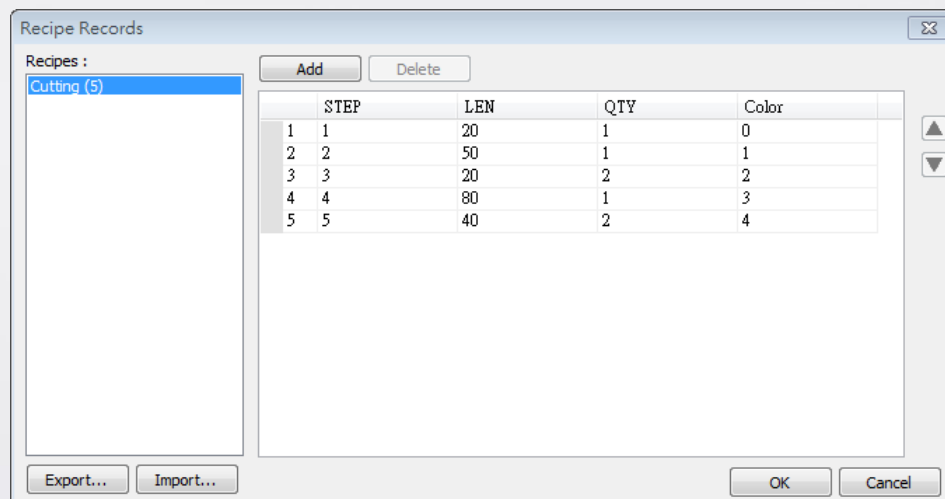 Recipe Records
Recipes :
Cutting (5)
Add Delete
STEP LEN QTY Color
1 1 20 1 0
2 2 50 1 1
3 3 20 2 2
4 4 80 1 3
5 5 40 2 4
Export... Import... OK Cancel